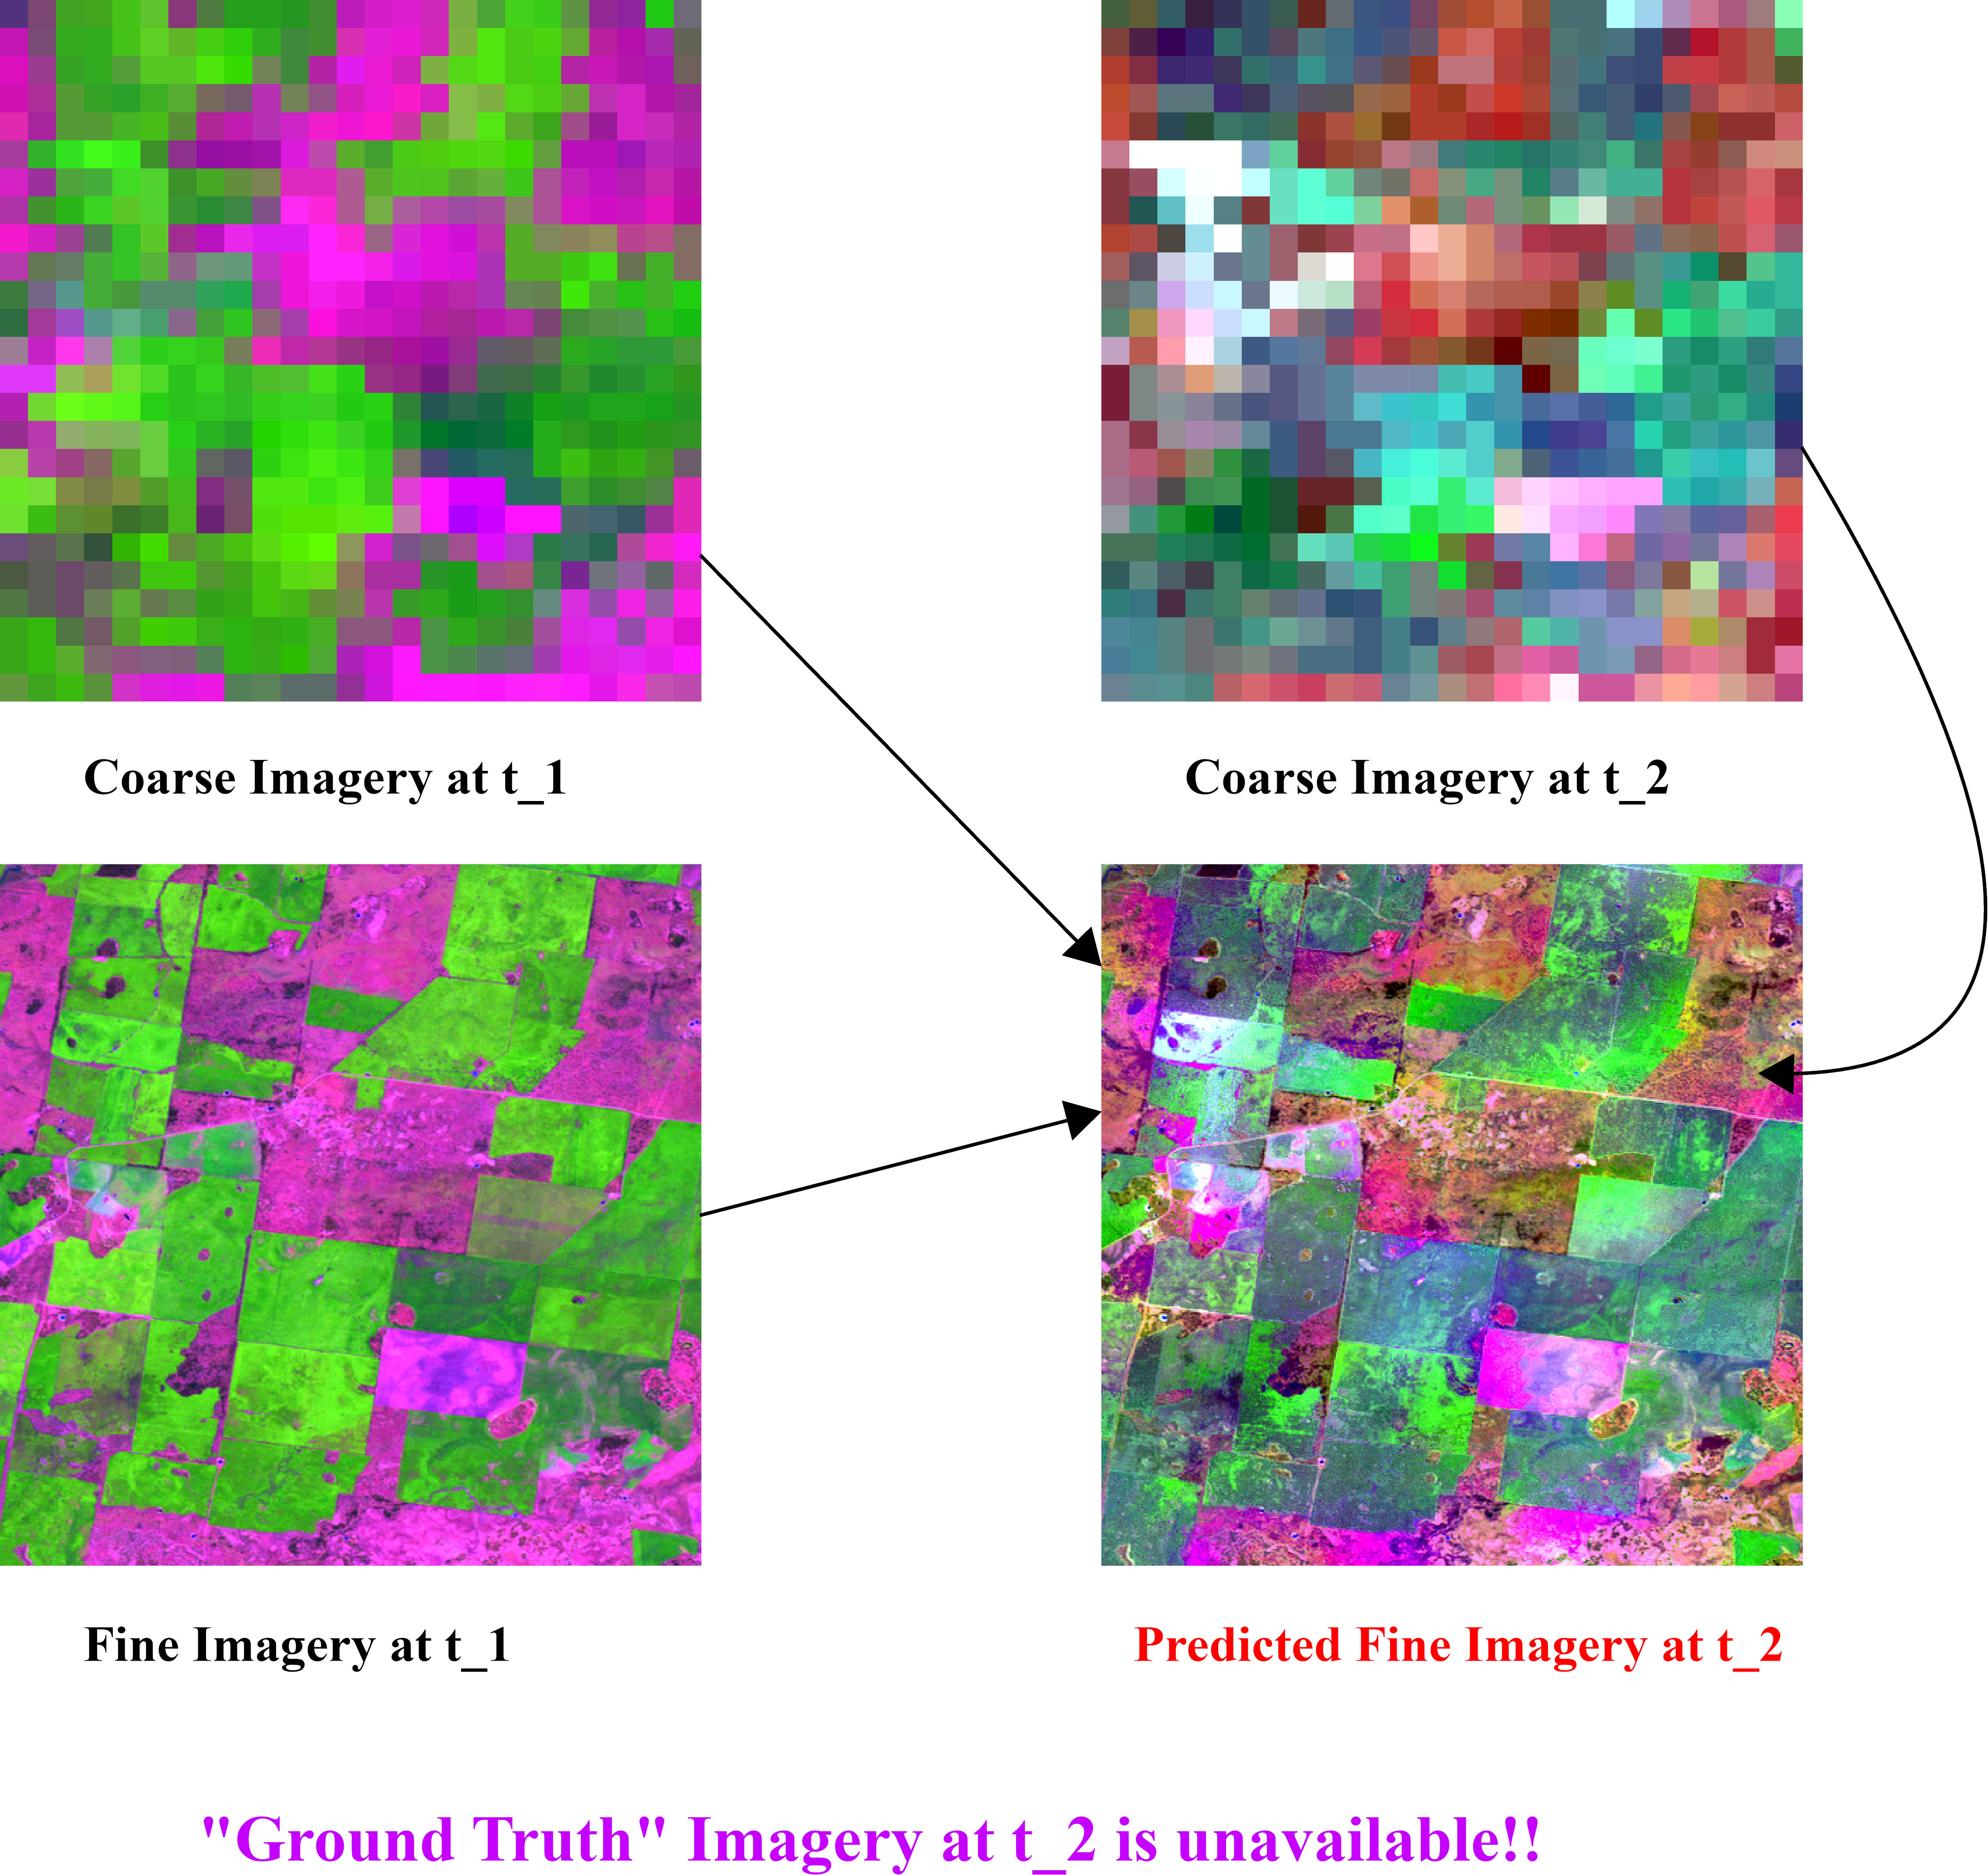 Coarse Imagery at t_1
Coarse Imagery at t_2
Fine Imagery at t_1
Predicted Fine Imagery at t_2
"Ground Truth" Imagery at t_2 is unavailable!!